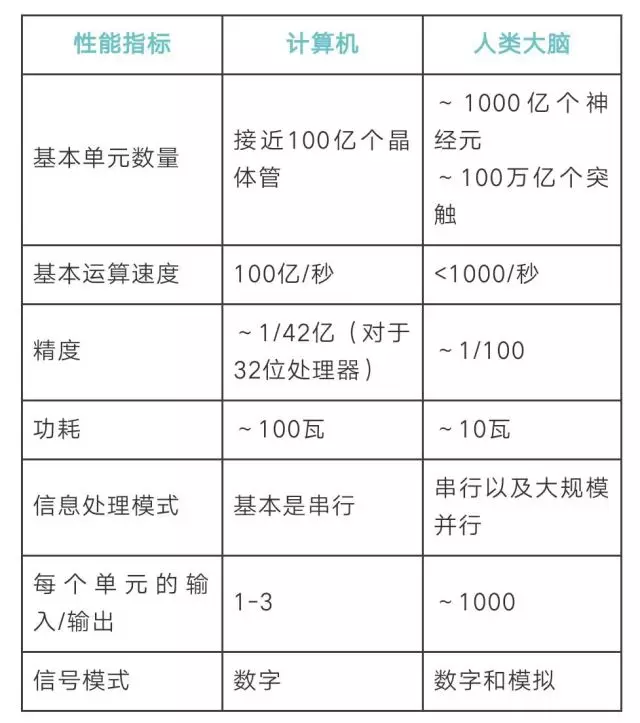 性能指标 计算机 人类大脑
基本单元数量 接近100亿个晶体管 ～1000亿个神经元 ～100万亿个突触
基本运算速度 100亿/秒 <1000/秒
精度 ～1/42亿（对于32位处理器） ～1/100
功耗 ～100瓦 ～10瓦
信息处理模式 基本是串行 串行以及大规模并行
每个单元的输入/输出 1-3 ～1000
信号模式 数字 数字和模拟